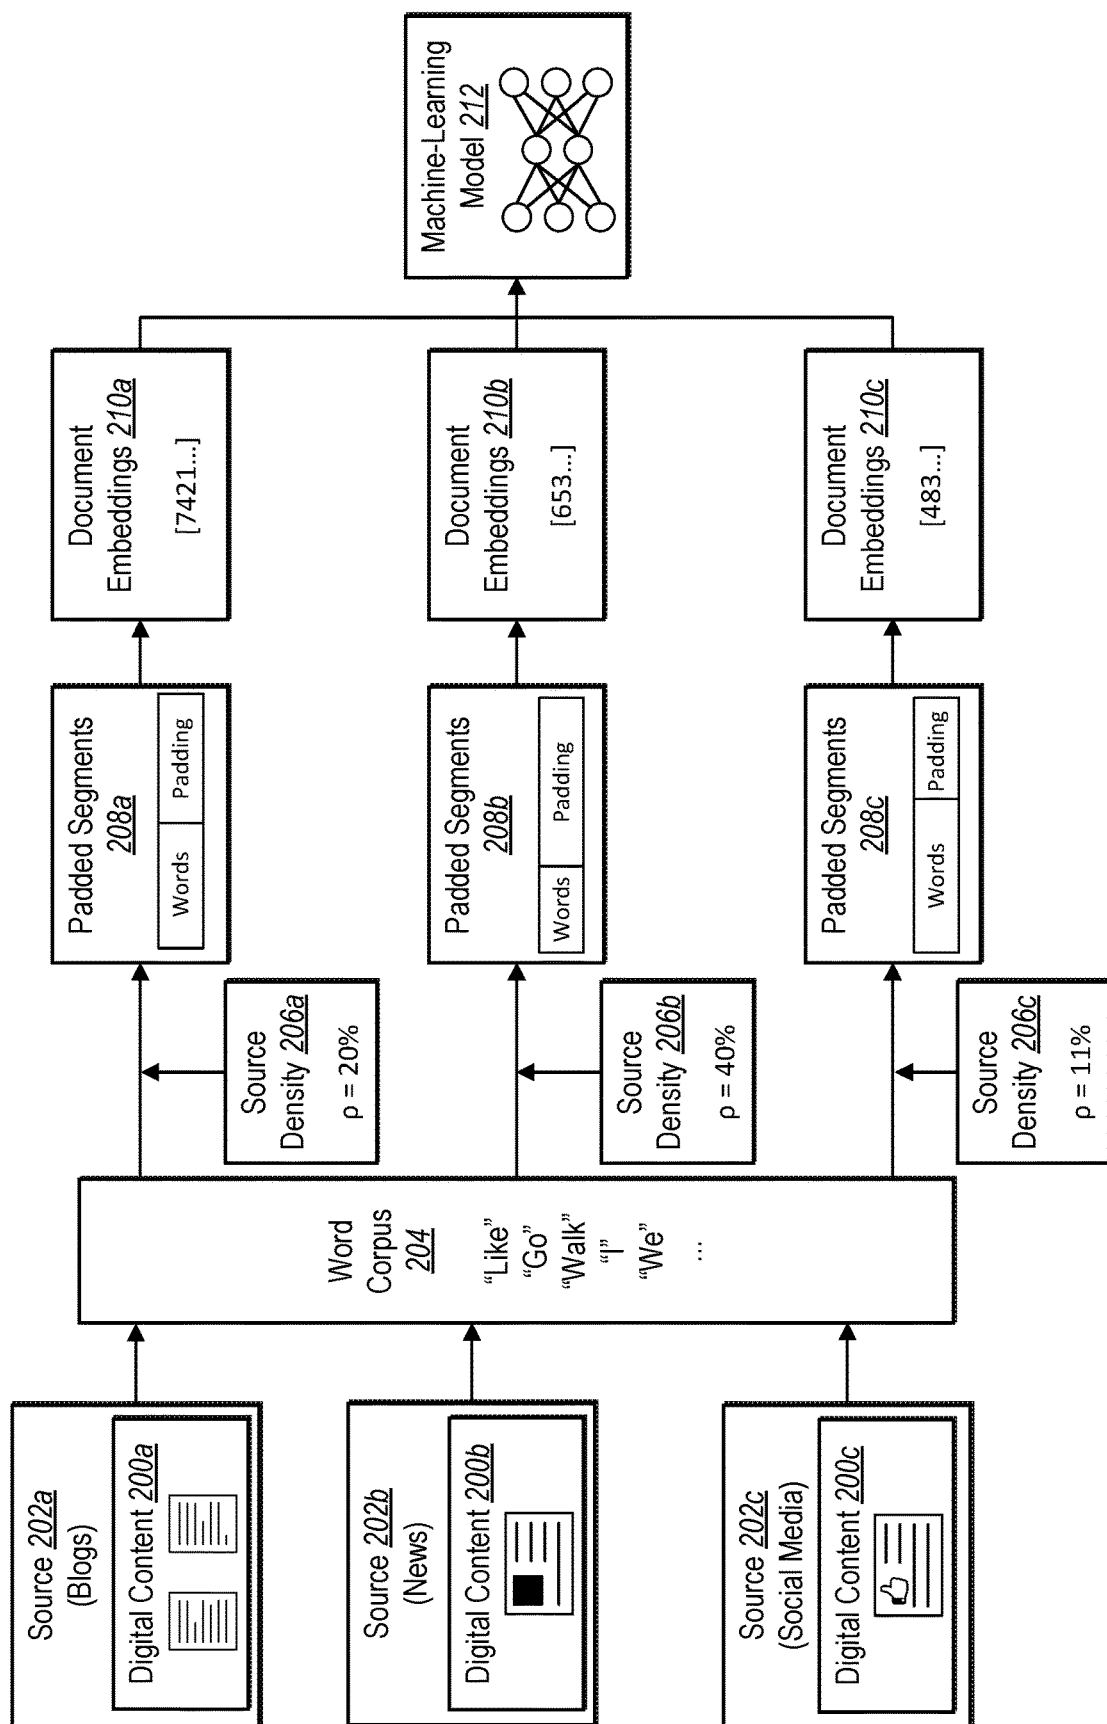 Source 202a
(Blogs)
Digital Content 200a
Source 202b
(News)
Digital Content 200b
Source 202c
(Social Media)
Digital Content 200c
Word
Corpus
204
“Like”
“Go”
“Walk”
“I”
“We”
...
Source
Density 206a
ρ = 20%
Source
Density 206b
ρ = 40%
Source
Density 206c
ρ = 11%
Padded Segments
208a
Words Padding
Padded Segments
208b
Words Padding
Padded Segments
208c
Words Padding
Document
Embeddings 210a
[7421...]
Document
Embeddings 210b
[653...]
Document
Embeddings 210c
[483...]
Machine-Learning
Model 212